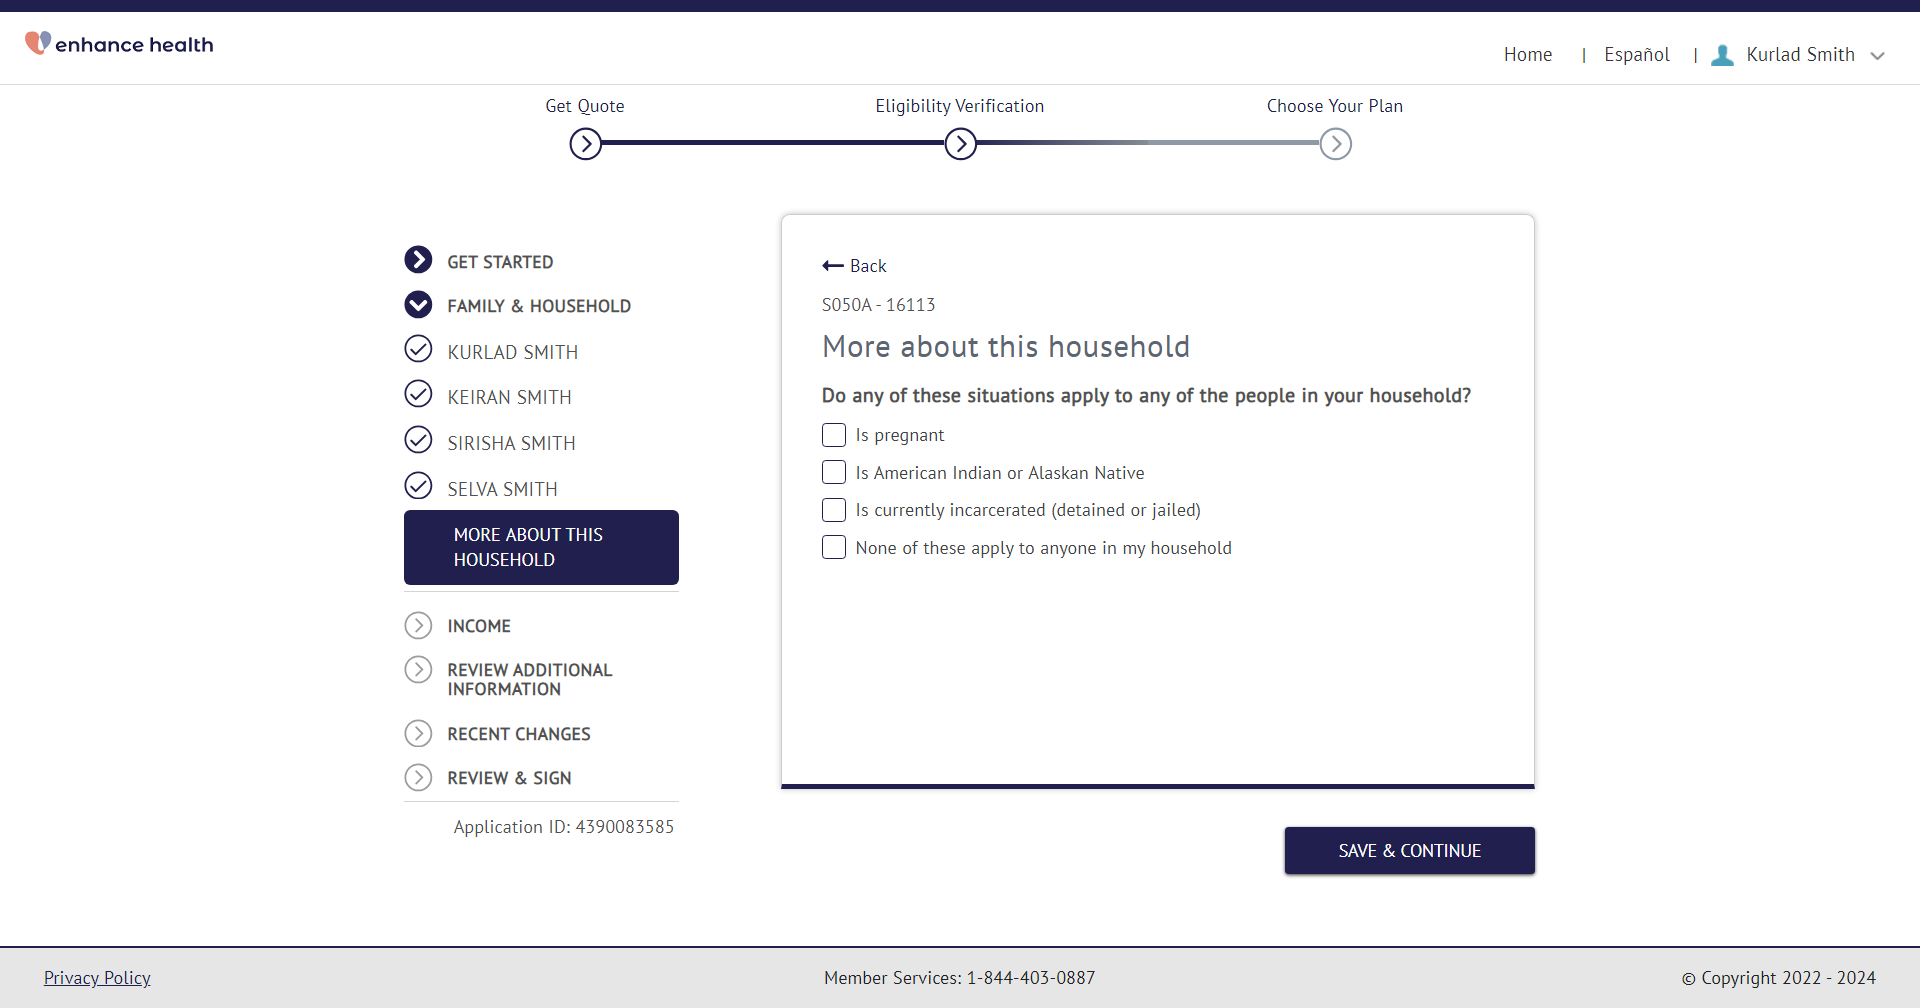 enhance health
Home | Español | Kurlad Smith
Get Quote
Eligibility Verification
Choose Your Plan
GET STARTED
FAMILY & HOUSEHOLD
KURLAD SMITH
KEIRAN SMITH
SIRISHA SMITH
SELVA SMITH
MORE ABOUT THIS
HOUSEHOLD
INCOME
REVIEW ADDITIONAL
INFORMATION
RECENT CHANGES
REVIEW & SIGN
Application ID: 4390083585
Back
S050A - 16113
More about this household
Do any of these situations apply to any of the people in your household?
Is pregnant
Is American Indian or Alaskan Native
Is currently incarcerated (detained or jailed)
None of these apply to anyone in my household
SAVE & CONTINUE
Privacy Policy
Member Services: 1-844-403-0887
© Copyright 2022 - 2024